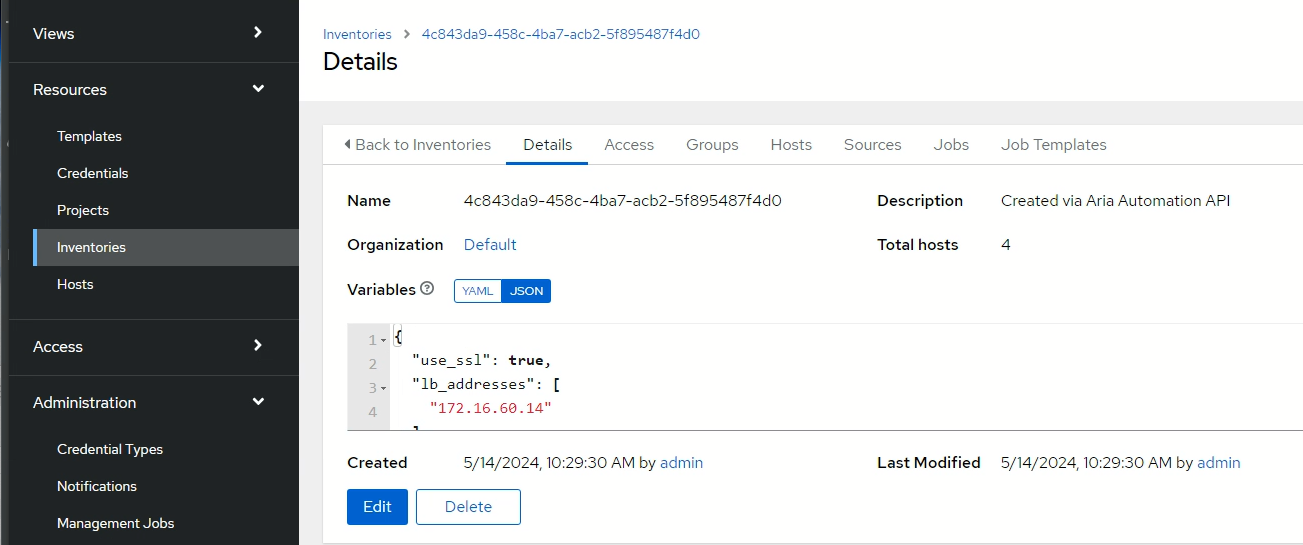 Views
Resources
Templates
Credentials
Projects
Inventories
Hosts
Access
Administration
Credential Types
Notifications
Management Jobs
Inventories 4c843da9-458c-4ba7-acb2-5f895487f4d0
Details
Back to Inventories Details Access Groups Hosts Sources Jobs Job Templates
Name 4c843da9-458c-4ba7-acb2-5f895487f4d0 Description Created via Aria Automation API
Organization Default Total hosts 4
Variables YAML JSON
1 {
2 "use_ssl": true,
3 "lb_addresses": [
4 "172.16.60.14"
Created 5/14/2024, 10:29:30 AM by admin Last Modified 5/14/2024, 10:29:30 AM by admin
Edit Delete